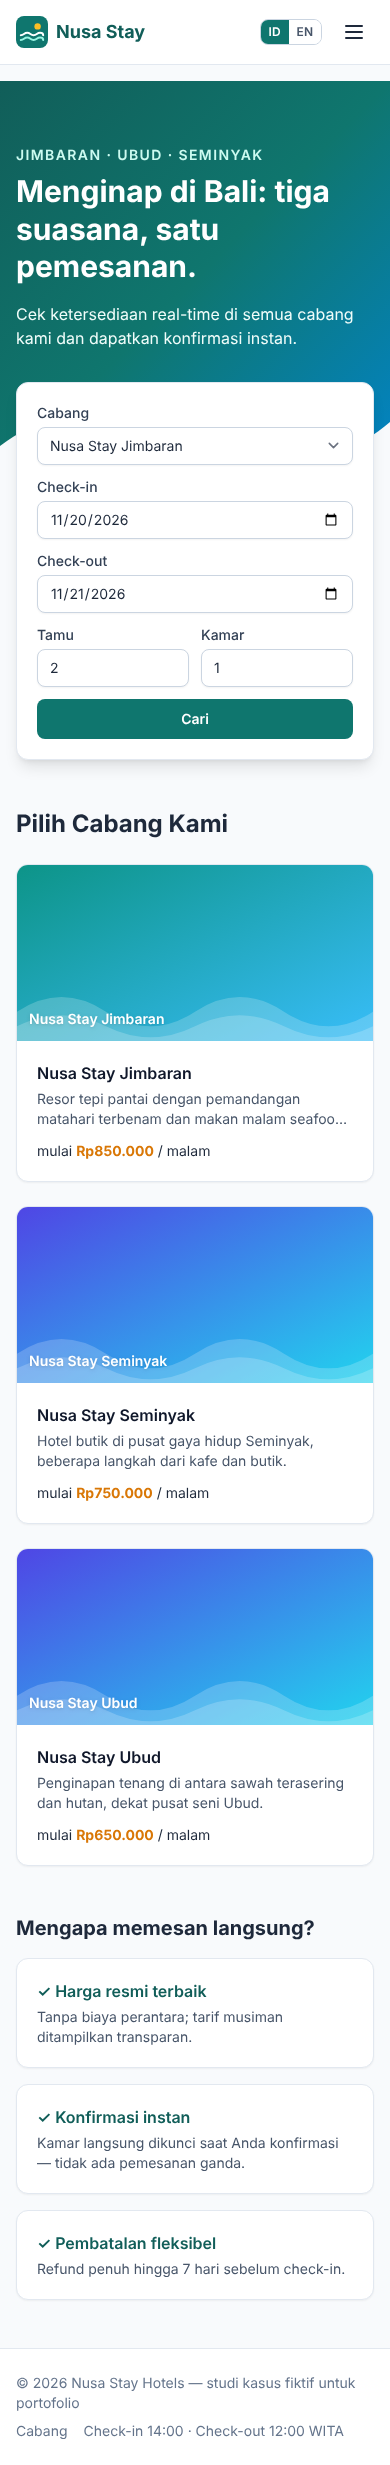 Nusa Stay
ID EN
JIMBARAN · UBUD · SEMINYAK
Menginap di Bali: tiga
suasana, satu
pemesanan.
Cek ketersediaan real-time di semua cabang
kami dan dapatkan konfirmasi instan.
Cabang
Nusa Stay Jimbaran
Check-in
11/20/2026
Check-out
11/21/2026
Tamu Kamar
2 1
Cari
Pilih Cabang Kami
Nusa Stay Jimbaran
Nusa Stay Jimbaran
Resor tepi pantai dengan pemandangan
matahari terbenam dan makan malam seafoo...
mulai Rp850.000 / malam
Nusa Stay Seminyak
Nusa Stay Seminyak
Hotel butik di pusat gaya hidup Seminyak,
beberapa langkah dari kafe dan butik.
mulai Rp750.000 / malam
Nusa Stay Ubud
Nusa Stay Ubud
Penginapan tenang di antara sawah terasering
dan hutan, dekat pusat seni Ubud.
mulai Rp650.000 / malam
Mengapa memesan langsung?
✓ Harga resmi terbaik
Tanpa biaya perantara; tarif musiman
ditampilkan transparan.
✓ Konfirmasi instan
Kamar langsung dikunci saat Anda konfirmasi
— tidak ada pemesanan ganda.
✓ Pembatalan fleksibel
Refund penuh hingga 7 hari sebelum check-in.
© 2026 Nusa Stay Hotels — studi kasus fiktif untuk
portofolio
Cabang Check-in 14:00 · Check-out 12:00 WITA